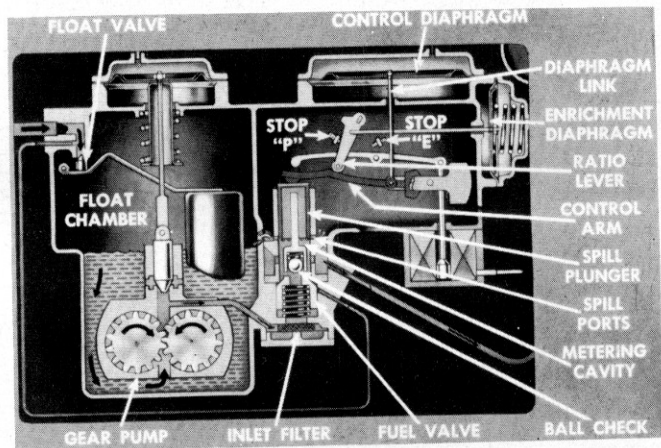 FLOAT VALVE
CONTROL DIAPHRAGM
DIAPHRAGM
LINK
ENRICHMENT
DIAPHRAGM
STOP
"P"
STOP
"E"
RATIO
LEVER
FLOAT
CHAMBER
CONTROL
ARM
SPILL
PLUNGER
SPILL
PORTS
METERING
CAVITY
GEAR PUMP
INLET FILTER
FUEL VALVE
BALL CHECK